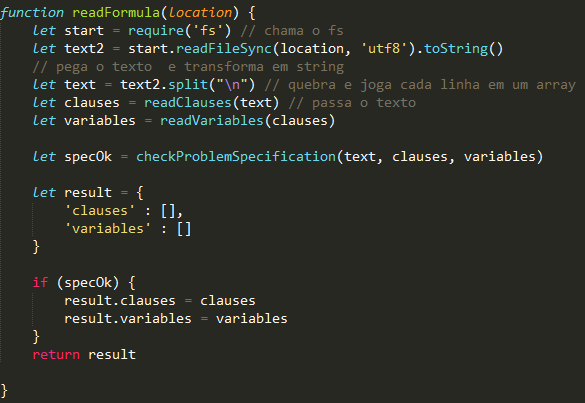 function readFormula(location) {
    let start = require('fs') // chama o fs
    let text2 = start.readFileSync(location, 'utf8').toString()
    // pega o texto  e transforma em string
    let text = text2.split("\n") // quebra e joga cada linha em um array
    let clauses = readClauses(text) // passa o texto
    let variables = readVariables(clauses)

    let specOk = checkProblemSpecification(text, clauses, variables)

    let result = {
        'clauses' : [],
        'variables' : []
    }

    if (specOk) {
        result.clauses = clauses
        result.variables = variables
    }
    return result

}